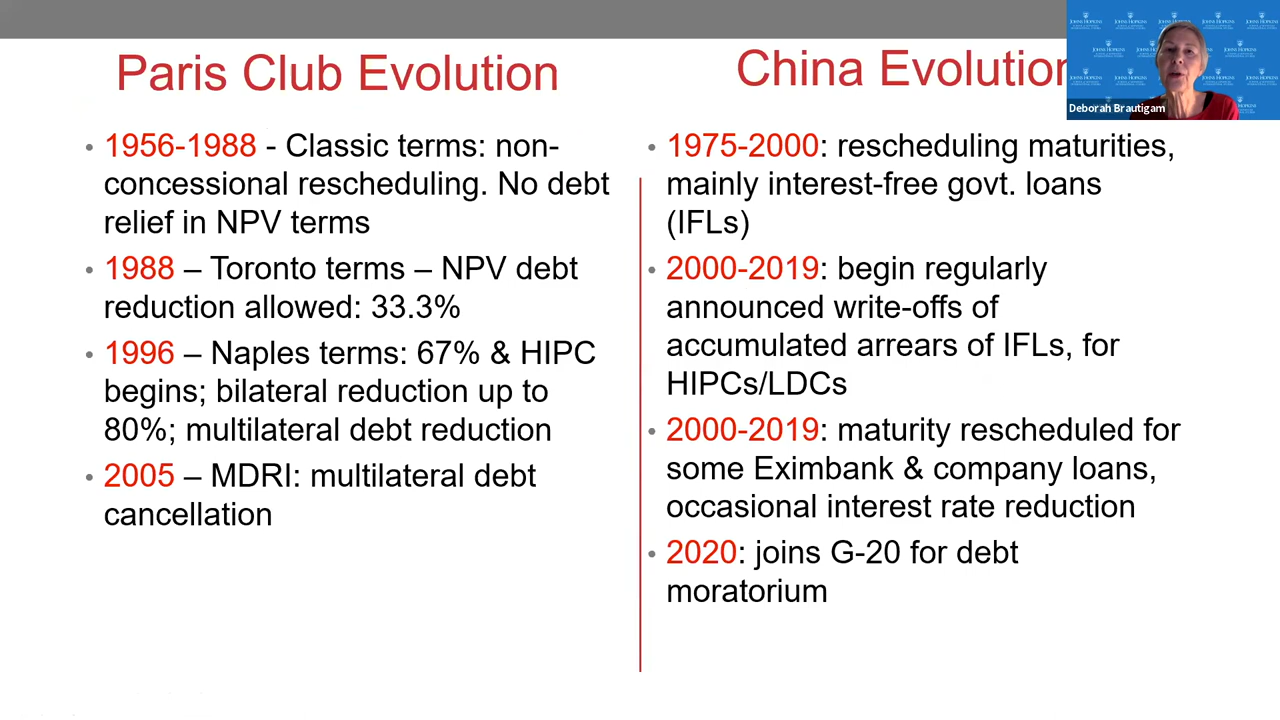 Paris Club Evolution
1956-1988 - Classic terms: non-
concessional rescheduling. No debt
relief in NPV terms
1988 – Toronto terms – NPV debt
reduction allowed: 33.3%
1996 – Naples terms: 67% & HIPC
begins; bilateral reduction up to
80%; multilateral debt reduction
2005 – MDRI: multilateral debt
cancellation
China Evolution
1975-2000: rescheduling maturities,
mainly interest-free govt. loans
(IFLs)
2000-2019: begin regularly
announced write-offs of
accumulated arrears of IFLs, for
HIPCs/LDCs
2000-2019: maturity rescheduled for
some Eximbank & company loans,
occasional interest rate reduction
2020: joins G-20 for debt
moratorium
JOHNS HOPKINS
Deborah Brautigam